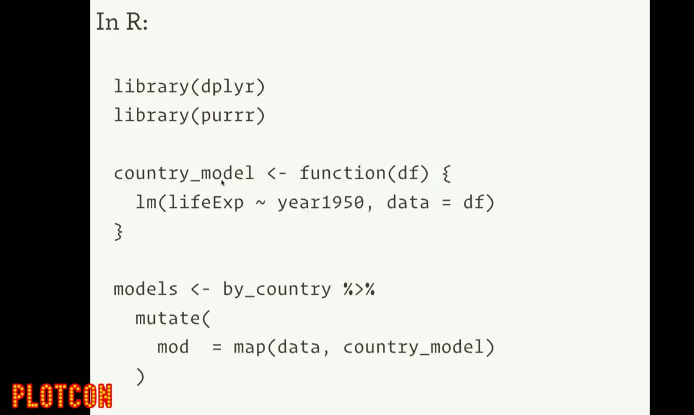 In R:
library(dplyr)
library(purrr)
country_model <- function(df) {
  lm(lifeExp ~ year1950, data = df)
}
models <- by_country %>%
  mutate(
    mod  = map(data, country_model)
  )
PLOTCON